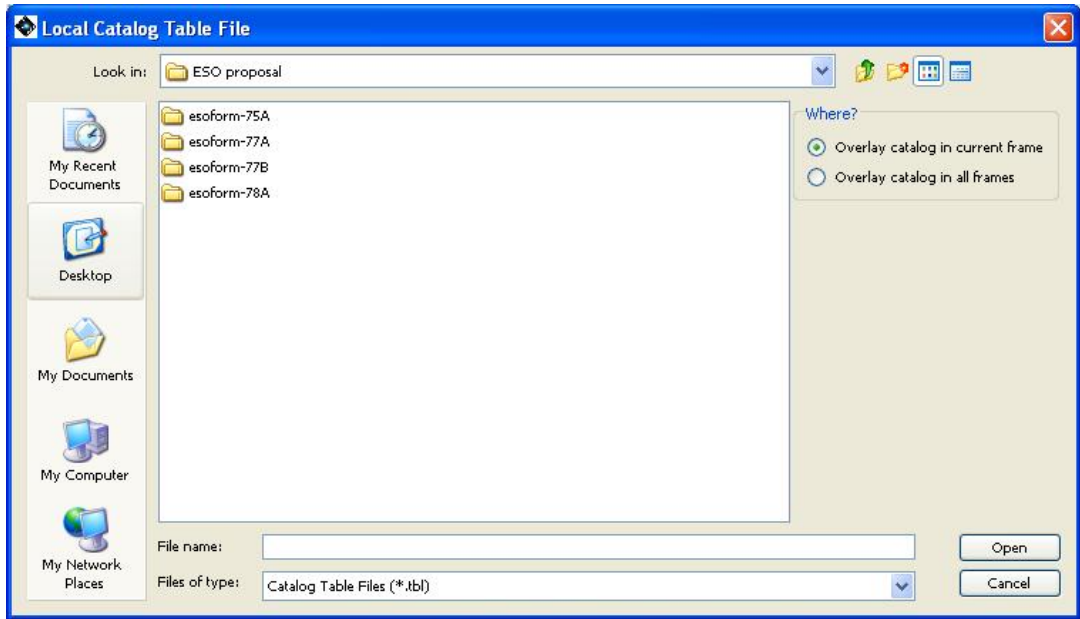 Local Catalog Table File
Look in:
ESO proposal
My Recent
Documents
Desktop
My Documents
My Computer
My Network
Places
esoform-75A
esoform-77A
esoform-77B
esoform-78A
Where?
Overlay catalog in current frame
Overlay catalog in all frames
File name:
Open
Files of type:
Catalog Table Files (*.tbl)
Cancel